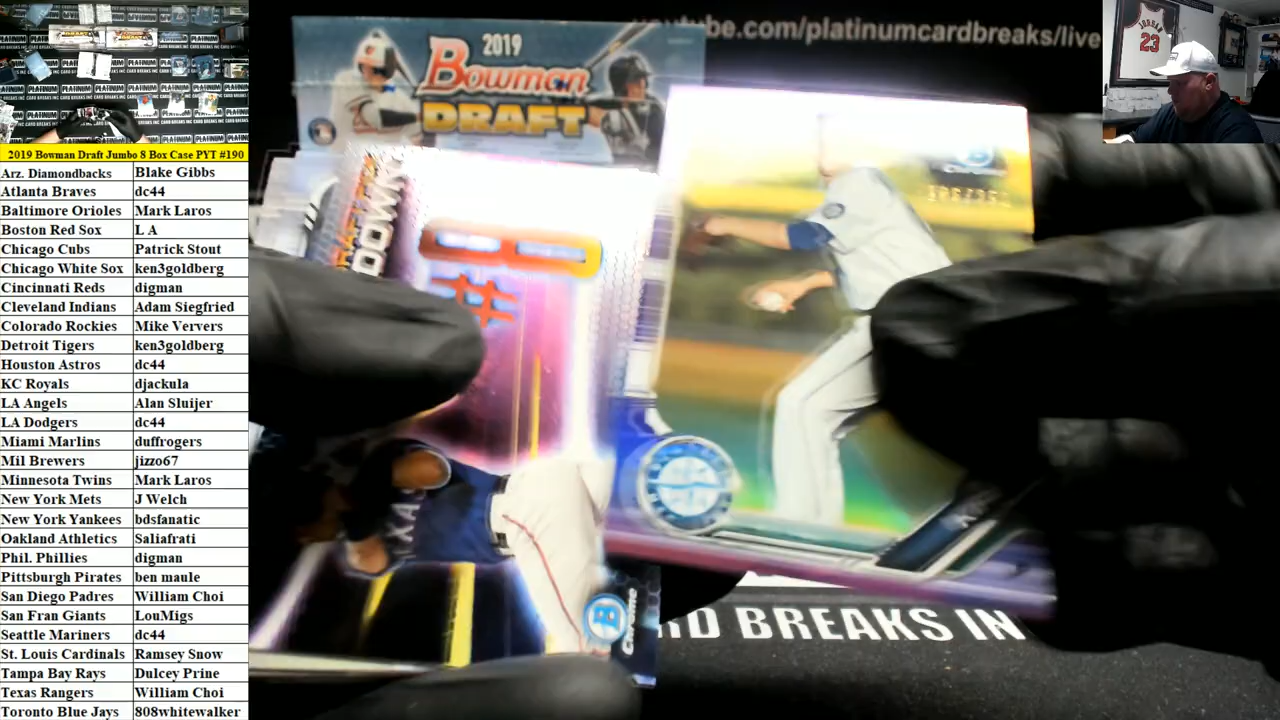 youtube.com/platinumcardbreaks/live
2019
Bowman
DRAFT
JORDAN
23
2019 Bowman Draft Jumbo 8 Box Case PYT #190
Arz. Diamondbacks Blake Gibbs
Atlanta Braves dc44
Baltimore Orioles Mark Laros
Boston Red Sox L A
Chicago Cubs Patrick Stout
Chicago White Sox ken3goldberg
Cincinnati Reds digman
Cleveland Indians Adam Siegfried
Colorado Rockies Mike Ververs
Detroit Tigers ken3goldberg
Houston Astros dc44
KC Royals djackula
LA Angels Alan Sluijer
LA Dodgers dc44
Miami Marlins duffrogers
Mil Brewers jizzo67
Minnesota Twins Mark Laros
New York Mets J Welch
New York Yankees bdsfanatic
Oakland Athletics Saliafrati
Phil. Phillies digman
Pittsburgh Pirates ben maule
San Diego Padres William Choi
San Fran Giants LouMigs
Seattle Mariners dc44
St. Louis Cardinals Ramsey Snow
Tampa Bay Rays Dulcey Prine
Texas Rangers William Choi
Toronto Blue Jays 808whitewalker
#
B
Chrome
RD BREAKS IN